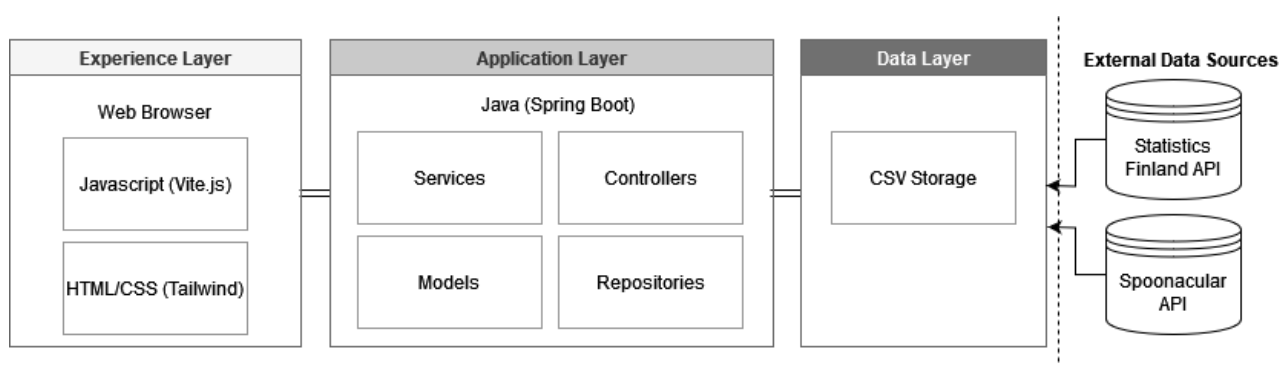 Experience Layer
Web Browser
Javascript (Vite.js)
HTML/CSS (Tailwind)
Application Layer
Java (Spring Boot)
Services
Controllers
Models
Repositories
Data Layer
CSV Storage
External Data Sources
Statistics
Finland API
Spoonacular
API